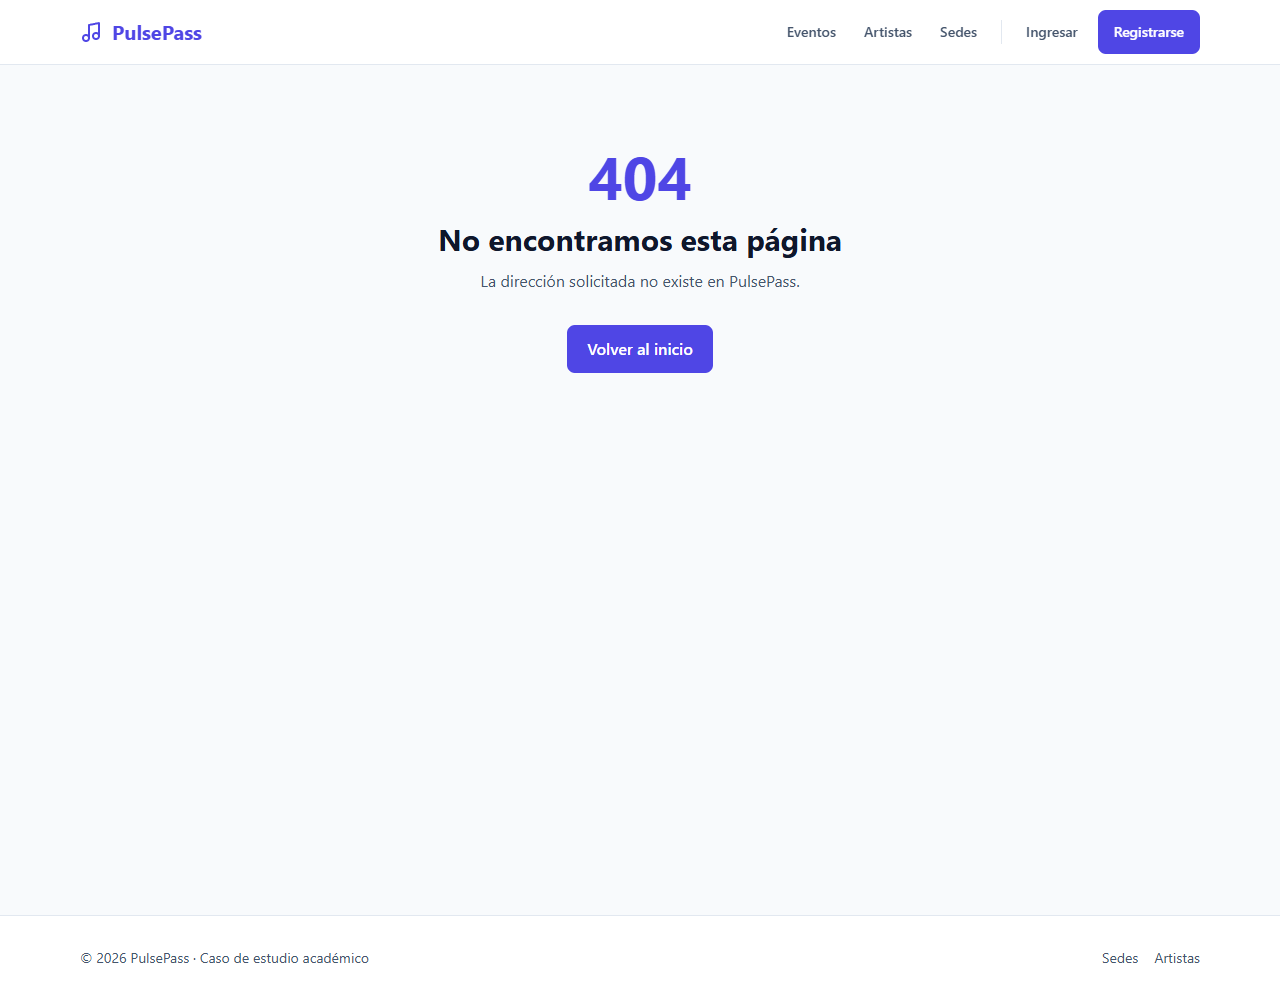 PulsePass
Eventos Artistas Sedes Ingresar Registrarse
404
No encontramos esta página
La dirección solicitada no existe en PulsePass.
Volver al inicio
© 2026 PulsePass · Caso de estudio académico
Sedes Artistas